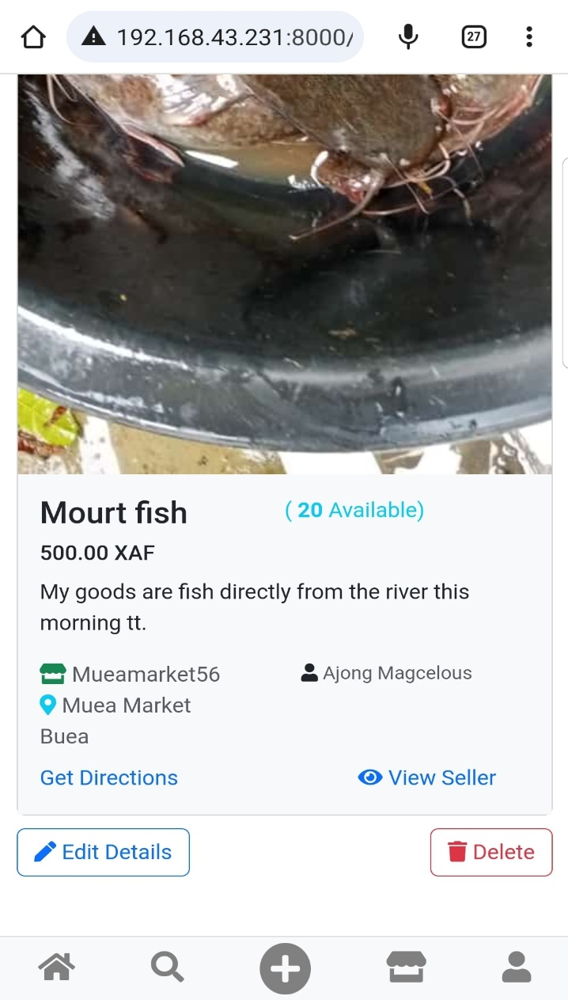 192.168.43.231:8000/
27
Mourt fish
( 20 Available)
500.00 XAF
My goods are fish directly from the river this
morning tt.
Mueamarket56
Ajong Magcelous
Muea Market
Buea
Get Directions
View Seller
Edit Details
Delete